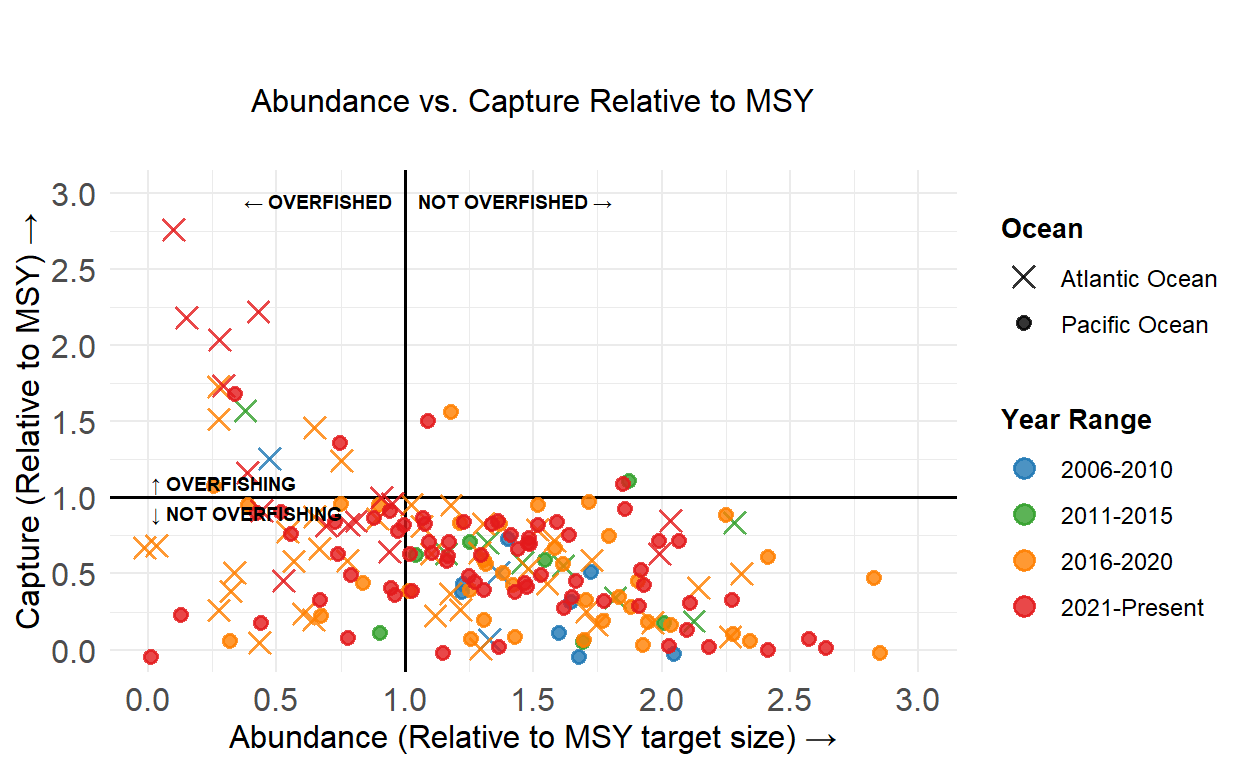 Abundance vs. Capture Relative to MSY
Capture (Relative to MSY) →
3.0
2.5
2.0
1.5
1.0
0.5
0.0
← OVERFISHED
NOT OVERFISHED →
↑ OVERFISHING
↓ NOT OVERFISHING
0.0 0.5 1.0 1.5 2.0 2.5 3.0
Abundance (Relative to MSY target size) →
Ocean
Atlantic Ocean
Pacific Ocean
Year Range
2006-2010
2011-2015
2016-2020
2021-Present